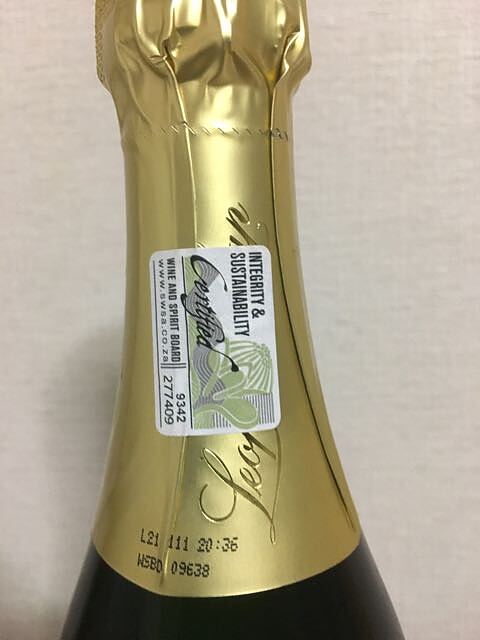 INTEGRITY &
SUSTAINABILITY
Certified
WINE AND SPIRIT BOARD
www.swsa.co.za
9342
277409
L21 111 20:36
WSBO 09638